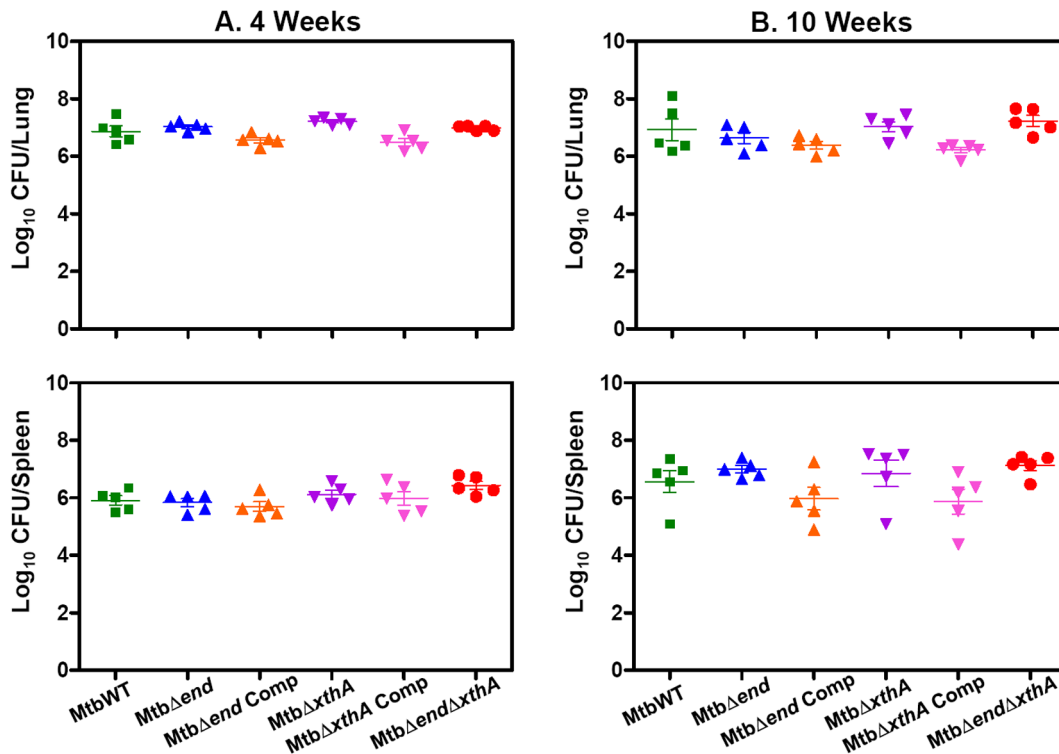 A. 4 Weeks
B. 10 Weeks
Log₁₀ CFU/Lung
10
8
6
4
2
0
Log₁₀ CFU/Lung
10
8
6
4
2
0
Log₁₀ CFU/Spleen
10
8
6
4
2
0
MtbWT
MtbΔend
MtbΔend Comp
MtbΔxthA
MtbΔxthA Comp
MtbΔendΔxthA
Log₁₀ CFU/Spleen
10
8
6
4
2
0
MtbWT
MtbΔend
MtbΔend Comp
MtbΔxthA
MtbΔxthA Comp
MtbΔendΔxthA